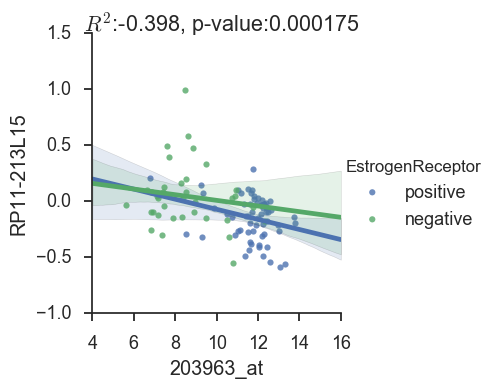 R²:-0.398, p-value:0.000175
1.5
1.0
0.5
0.0
−0.5
−1.0
RP11-213L15
4 6 8 10 12 14 16
203963_at
EstrogenReceptor
positive
negative